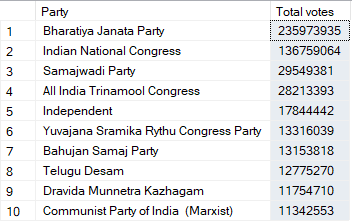 Party Total votes
1 Bharatiya Janata Party 235973935
2 Indian National Congress 136759064
3 Samajwadi Party 29549381
4 All India Trinamool Congress 28213393
5 Independent 17844442
6 Yuvajana Sramika Rythu Congress Party 13316039
7 Bahujan Samaj Party 13153818
8 Telugu Desam 12775270
9 Dravida Munnetra Kazhagam 11754710
10 Communist Party of India (Marxist) 11342553